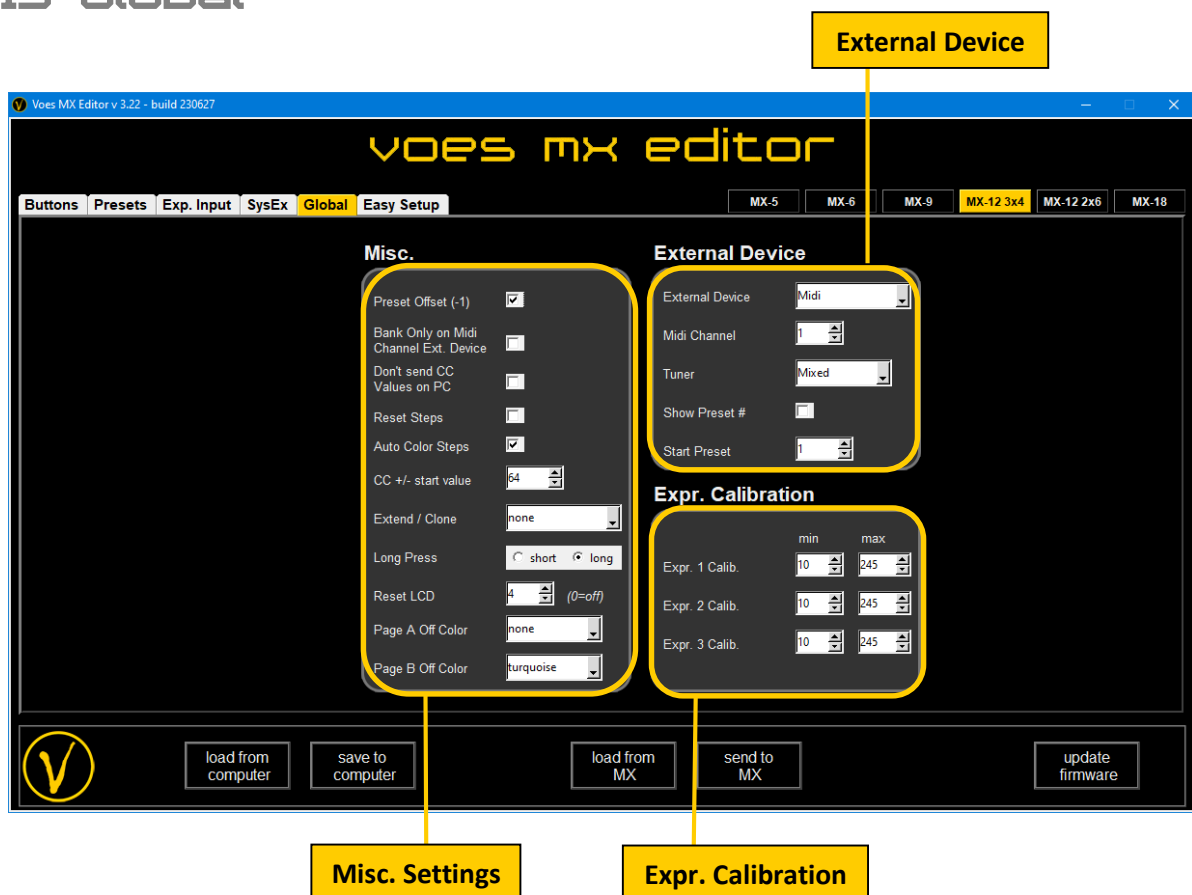 Global
External Device
Voes MX Editor v 3.22 - build 230627
voes mx editor
Buttons Presets Exp. Input SysEx Global Easy Setup
MX-5 MX-6 MX-9 MX-12 3x4 MX-12 2x6 MX-18
Misc.
Preset Offset (-1)
Bank Only on Midi
Channel Ext. Device
Don't send CC
Values on PC
Reset Steps
Auto Color Steps
CC +/- start value 64
Extend / Clone none
Long Press short long
Reset LCD 4 (0=off)
Page A Off Color none
Page B Off Color turquoise
External Device
External Device Midi
Midi Channel 1
Tuner Mixed
Show Preset #
Start Preset 1
Expr. Calibration
min max
Expr. 1 Calib. 10 245
Expr. 2 Calib. 10 245
Expr. 3 Calib. 10 245
V
load from
computer
save to
computer
load from
MX
send to
MX
update
firmware
Misc. Settings
Expr. Calibration